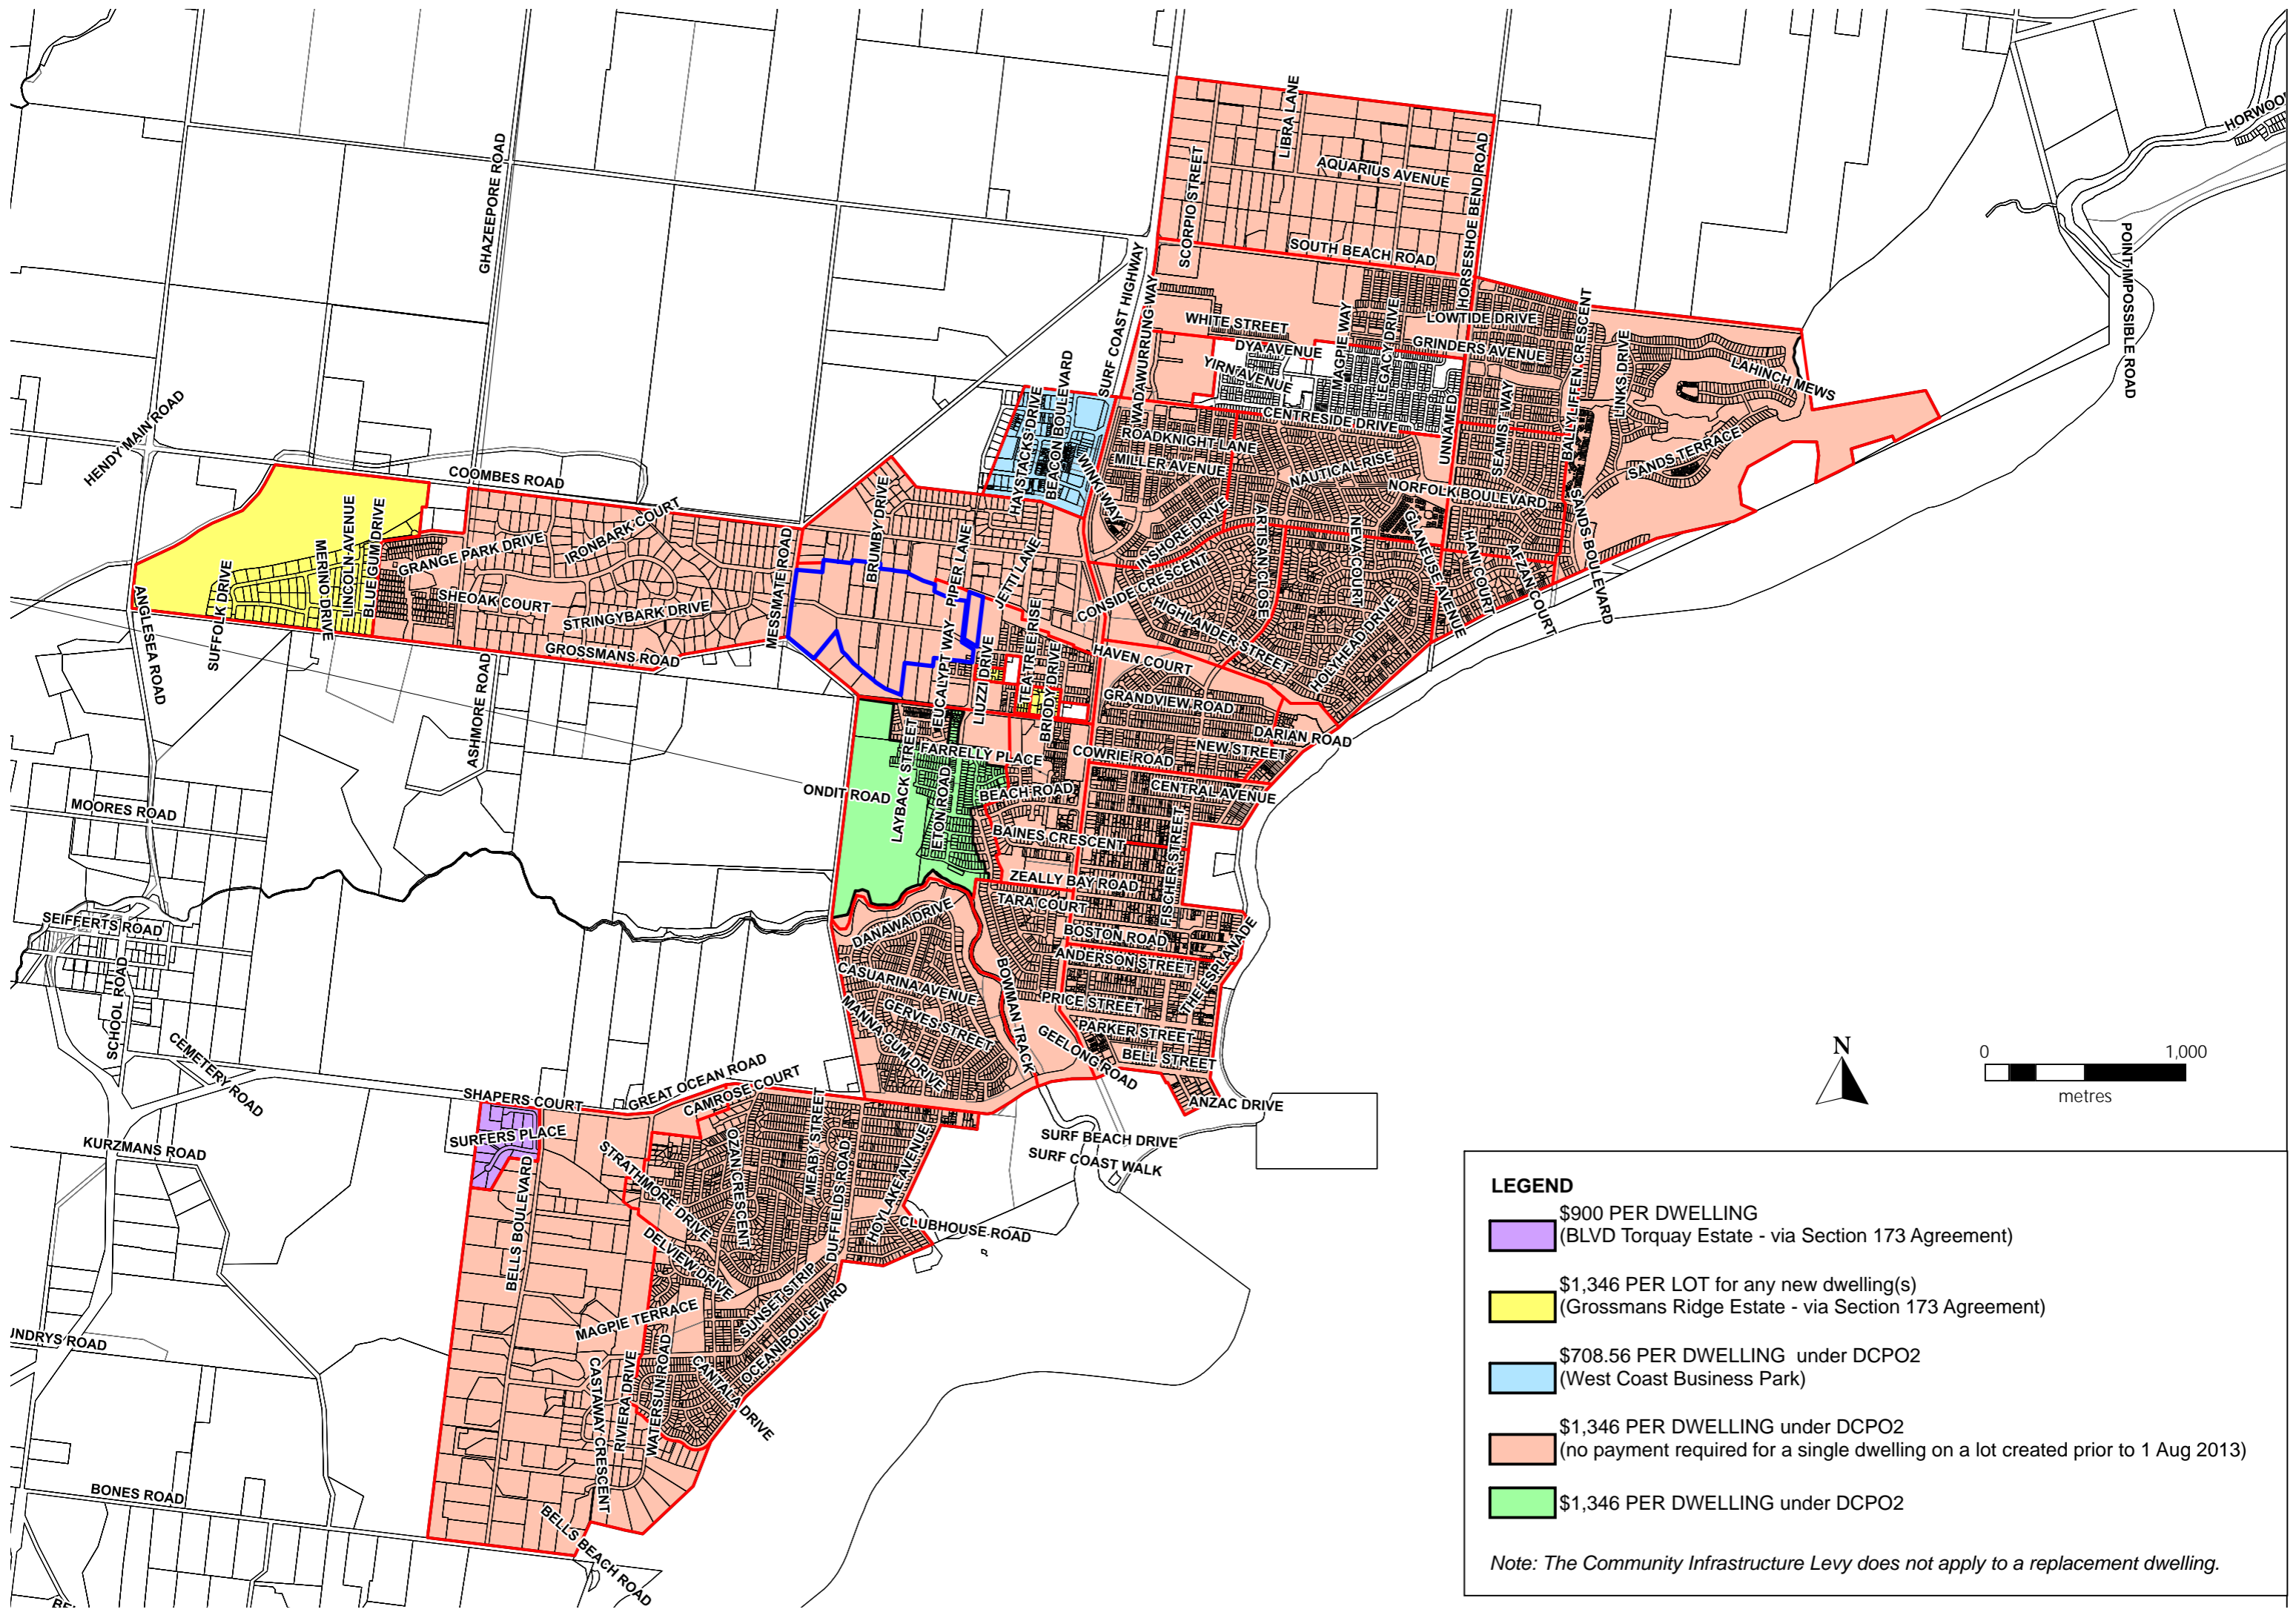 LIBRA LANE
HORWOO
GHAZEPORE ROAD
SCORPIO STREET
AQUARIUS AVENUE
HORSESHOE BEND ROAD
SOUTH BEACH ROAD
POINT IMPOSSIBLE ROAD
SURF COAST HIGHWAY
WADAWURRUNG WAY
WHITE STREET
MAGPIE WAY
LEGACY DRIVE
LOWTIDE DRIVE
BALLYLIFFEN CRESCENT
LINKS DRIVE
DYA AVENUE
GRINDERS AVENUE
YIRN AVENUE
LAHINCH MEWS
HAYSTACKS DRIVE
BEACON BOULEVARD
HENDY MAIN ROAD
CENTRESIDE DRIVE
UNNAMED
SEAMIST WAY
ROADKNIGHT LANE
MILLER AVENUE
NAUTICAL RISE
SANDS TERRACE
COOMBES ROAD
WINKI WAY
NORFOLK BOULEVARD
SANDS BOULEVARD
MERINO DRIVE
LINCOLN AVENUE
BLUE GUM DRIVE
GRANGE PARK DRIVE
IRONBARK COURT
MESSMATE ROAD
BRUMBY DRIVE
PIPER LANE
JETTI LANE
INSHORE DRIVE
CONSIDE CRESCENT
ARTISAN CLOSE
NEVA COURT
GLANEUSE AVENUE
HANI COURT
AFZAN COURT
ANGLESEA ROAD
SUFFOLK DRIVE
SHEOAK COURT
STRINGYBARK DRIVE
GROSSMANS ROAD
HIGHLANDER STREET
HOLYHEAD DRIVE
ASHMORE ROAD
EUCALYPT WAY
LIUZZI DRIVE
TEATREE RISE
BRIODY DRIVE
HAVEN COURT
GRANDVIEW ROAD
DARIAN ROAD
NEW STREET
COWRIE ROAD
FARRELLY PLACE
LAYBACK STREET
ETON ROAD
BEACH ROAD
CENTRAL AVENUE
ONDIT ROAD
MOORES ROAD
BAINES CRESCENT
FISCHER STREET
ZEALLY BAY ROAD
TARA COURT
SEIFFERTS ROAD
DANAWA DRIVE
BOSTON ROAD
ANDERSON STREET
THE ESPLANADE
SCHOOL ROAD
CASUARINA AVENUE
BOWMAN TRACK
PRICE STREET
GERVES STREET
MANNA GUM DRIVE
GEELONG ROAD
PARKER STREET
BELL STREET
CEMETERY ROAD
GREAT OCEAN ROAD
CAMROSE COURT
SHAPERS COURT
ANZAC DRIVE
SURFERS PLACE
KURZMANS ROAD
SURF BEACH DRIVE
SURF COAST WALK
STRATHMORE DRIVE
OZAN CRESCENT
MEABY STREET
DUFFIELDS ROAD
HOYLAKE AVENUE
CLUBHOUSE ROAD
BELLS BOULEVARD
DELVIEW DRIVE
SUNSET STRIP
OCEAN BOULEVARD
MAGPIE TERRACE
JNDRYS ROAD
CASTAWAY CRESCENT
RIVIERA DRIVE
WATERSUN ROAD
CANTALA DRIVE
BONES ROAD
BELLS BEACH ROAD
BE
N
0 1,000
metres
LEGEND
$900 PER DWELLING
(BLVD Torquay Estate - via Section 173 Agreement)
$1,346 PER LOT for any new dwelling(s)
(Grossmans Ridge Estate - via Section 173 Agreement)
$708.56 PER DWELLING under DCPO2
(West Coast Business Park)
$1,346 PER DWELLING under DCPO2
(no payment required for a single dwelling on a lot created prior to 1 Aug 2013)
$1,346 PER DWELLING under DCPO2
Note: The Community Infrastructure Levy does not apply to a replacement dwelling.